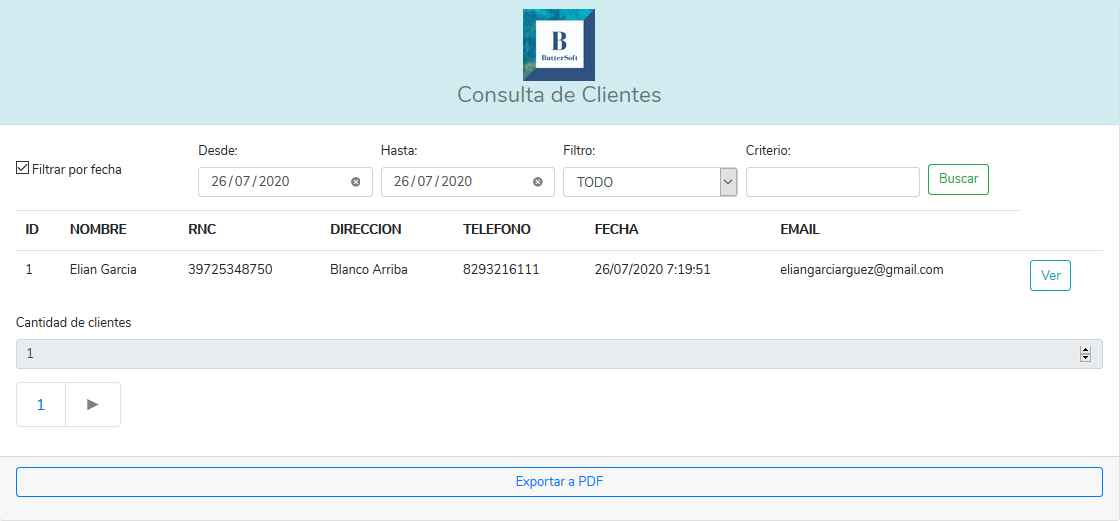 B
ButterSoft
Consulta de Clientes
Filtrar por fecha
Desde:
26/07/2020
Hasta:
26/07/2020
Filtro:
TODO
Criterio:
Buscar
ID NOMBRE RNC DIRECCION TELEFONO FECHA EMAIL
1 Elian Garcia 39725348750 Blanco Arriba 8293216111 26/07/2020 7:19:51 eliangarciarguez@gmail.com Ver
Cantidad de clientes
1
1
Exportar a PDF